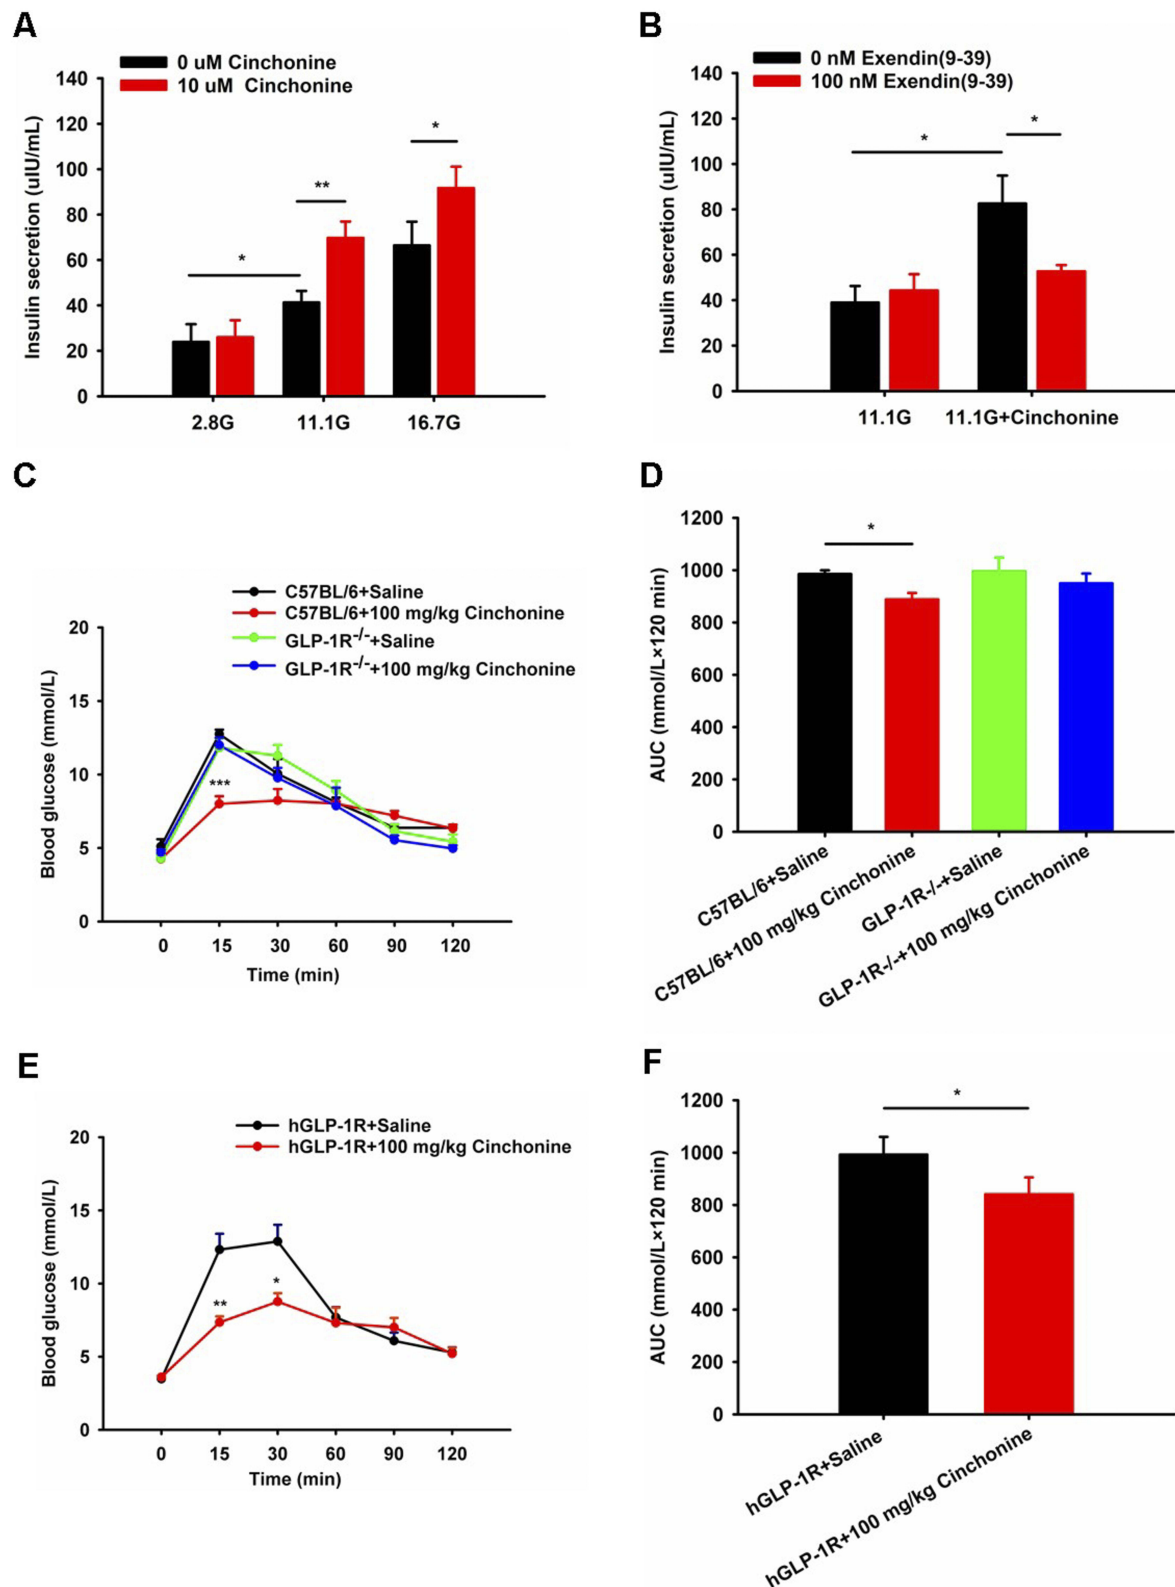 A
0 uM Cinchonine
10 uM Cinchonine
Insulin secretion (uIU/mL)
140
120
100
80
60
40
20
0
*
**
*
2.8G 11.1G 16.7G
B
0 nM Exendin(9-39)
100 nM Exendin(9-39)
Insulin secretion (uIU/mL)
140
120
100
80
60
40
20
0
*
*
11.1G 11.1G+Cinchonine
C
C57BL/6+Saline
C57BL/6+100 mg/kg Cinchonine
GLP-1R-/-+Saline
GLP-1R-/-+100 mg/kg Cinchonine
Blood glucose (mmol/L)
20
15
10
5
0
***
0 15 30 60 90 120
Time (min)
D
AUC (mmol/L×120 min)
1200
1000
800
600
400
200
0
*
C57BL/6+Saline
C57BL/6+100 mg/kg Cinchonine
GLP-1R-/-+Saline
GLP-1R-/-+100 mg/kg Cinchonine
E
hGLP-1R+Saline
hGLP-1R+100 mg/kg Cinchonine
Blood glucose (mmol/L)
20
15
10
5
0
**
*
0 15 30 60 90 120
Time (min)
F
AUC (mmol/L×120 min)
1200
1000
800
600
400
200
0
*
hGLP-1R+Saline
hGLP-1R+100 mg/kg Cinchonine